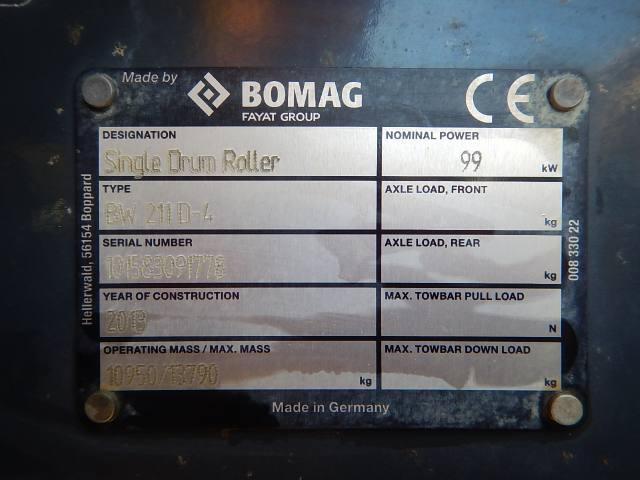 Made by
BOMAG
FAYAT GROUP
CE
DESIGNATION
Single Drum Roller
NOMINAL POWER
99 kW
TYPE
BW 211 D-4
AXLE LOAD, FRONT
kg
SERIAL NUMBER
101583091778
AXLE LOAD, REAR
kg
YEAR OF CONSTRUCTION
2013
MAX. TOWBAR PULL LOAD
N
OPERATING MASS / MAX. MASS
10950/13790 kg
MAX. TOWBAR DOWN LOAD
kg
Made in Germany
Hellerwald, 56154 Boppard
008 330 22